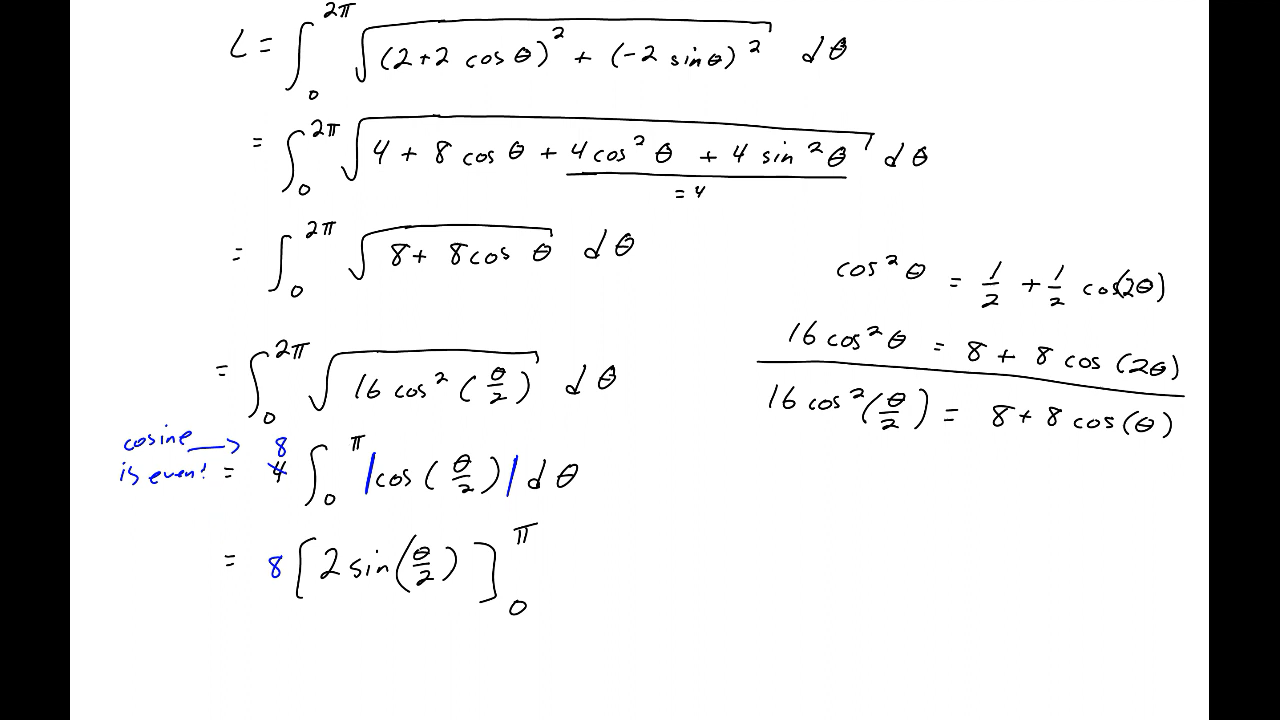 L = ∫₀^2π √((2+2 cos θ)² + (-2 sin θ)²) dθ
= ∫₀^2π √(4 + 8 cos θ + 4 cos² θ + 4 sin² θ) dθ
= 4
= ∫₀^2π √(8 + 8 cos θ) dθ
cos² θ = 1/2 + 1/2 cos(2θ)
16 cos² θ = 8 + 8 cos (2θ)
= ∫₀^2π √(16 cos² (θ/2)) dθ
16 cos² (θ/2) = 8 + 8 cos(θ)
cosine → 8
is even! = 4 ∫₀^π |cos (θ/2)| dθ
= 8 [2 sin(θ/2)]₀^π